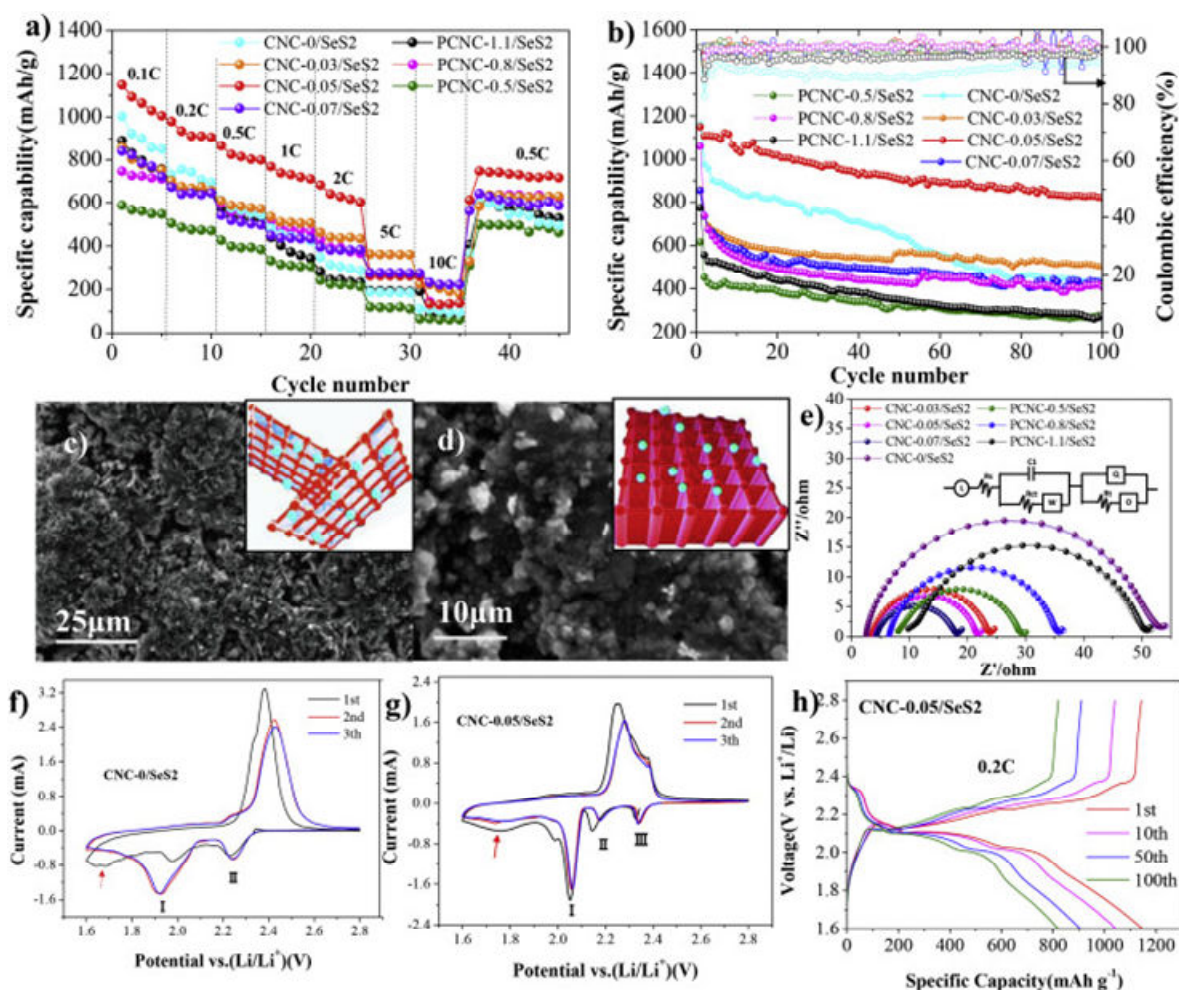 a)
1400
1200
1000
800
600
400
200
0
Specific capability(mAh/g)
0
10
20
30
40
Cycle number
CNC-0/SeS2
CNC-0.03/SeS2
CNC-0.05/SeS2
CNC-0.07/SeS2
PCNC-1.1/SeS2
PCNC-0.8/SeS2
PCNC-0.5/SeS2
0.1C
0.2C
0.5C
1C
2C
5C
10C
0.5C
b)
1600
1400
1200
1000
800
600
400
200
Specific capability(mAh/g)
0
20
40
60
80
100
Cycle number
100
80
60
40
20
0
Coulombic efficiency(%)
PCNC-0.5/SeS2
PCNC-0.8/SeS2
PCNC-1.1/SeS2
CNC-0/SeS2
CNC-0.03/SeS2
CNC-0.05/SeS2
CNC-0.07/SeS2
c)
25μm
d)
10μm
e)
40
35
30
25
20
15
10
5
0
Z''/ohm
0
10
20
30
40
50
60
Z'/ohm
CNC-0.03/SeS2
CNC-0.05/SeS2
CNC-0.07/SeS2
CNC-0/SeS2
PCNC-0.5/SeS2
PCNC-0.8/SeS2
PCNC-1.1/SeS2
C1
W
Q
f)
3.2
2.4
1.6
0.8
0.0
-0.8
-1.6
Current (mA)
1.6
1.8
2.0
2.2
2.4
2.6
2.8
Potential vs.(Li/Li⁺)(V)
1st
2nd
3th
CNC-0/SeS2
I
II
g)
2.4
1.2
0.0
-1.2
-2.4
Current (mA)
1.6
1.8
2.0
2.2
2.4
2.6
2.8
Potential vs.(Li/Li⁺)(V)
CNC-0.05/SeS2
1st
2nd
3th
I
II
III
h)
2.8
2.4
2.0
1.6
Voltage(V vs. Li⁺/Li)
0
200
400
600
800
1000
1200
Specific Capacity(mAh g⁻¹)
CNC-0.05/SeS2
0.2C
1st
10th
50th
100th